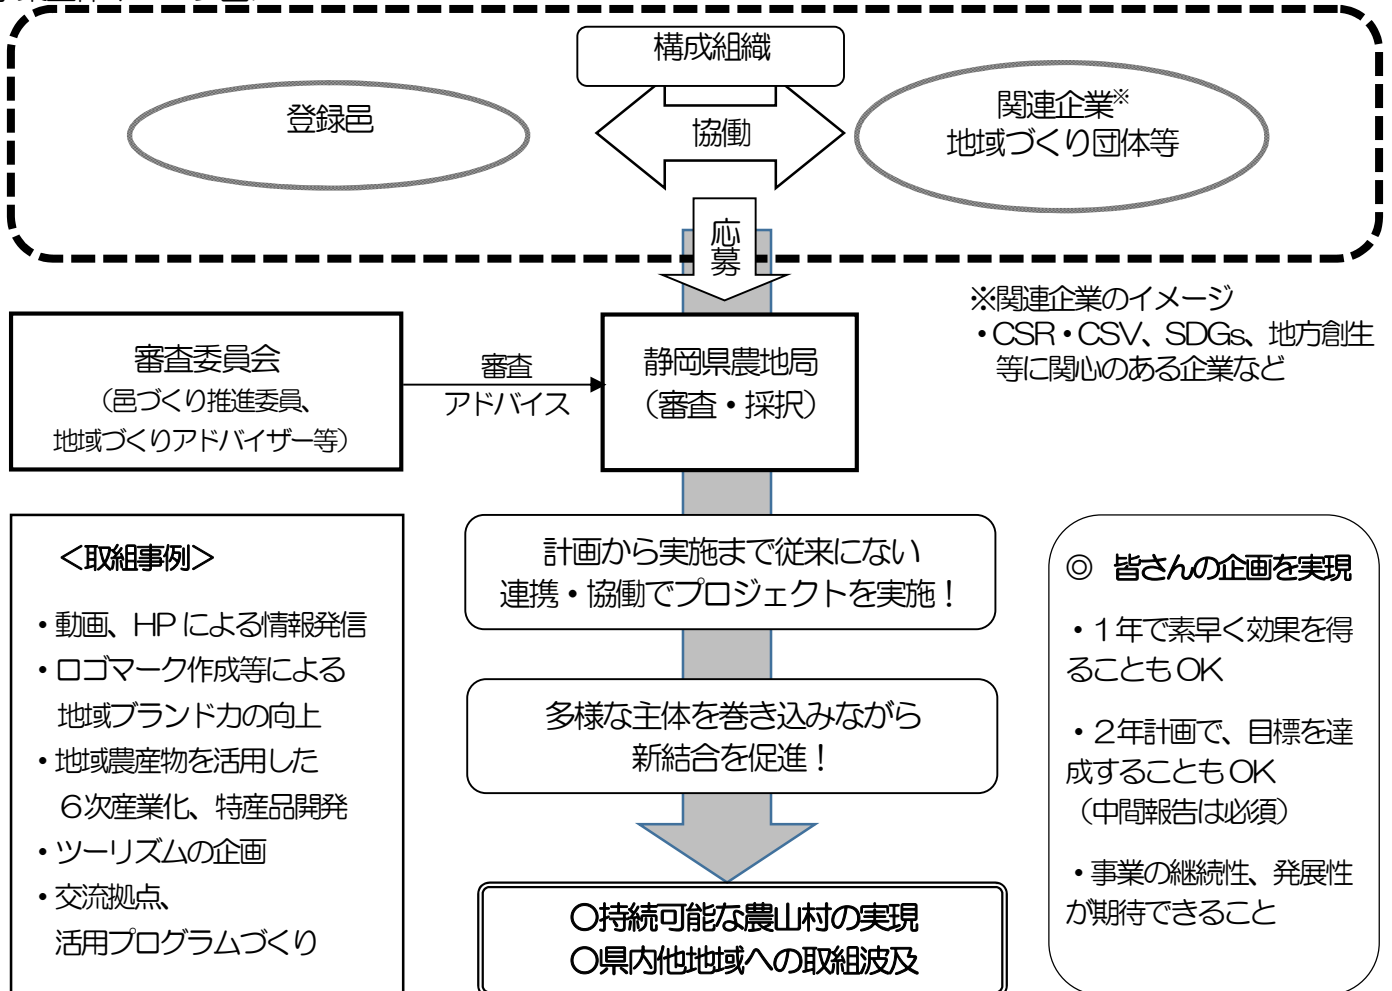 構成組織
登録邑
協働
関連企業※
地域づくり団体等
応募
※関連企業のイメージ
・CSR・CSV、SDGs、地方創生
等に関心のある企業など
審査委員会
（邑づくり推進委員、
地域づくりアドバイザー等）
審査
アドバイス
静岡県農地局
（審査・採択）
＜取組事例＞
・動画、HPによる情報発信
・ロゴマーク作成等による
地域ブランド力の向上
・地域農産物を活用した
６次産業化、特産品開発
・ツーリズムの企画
・交流拠点、
活用プログラムづくり
計画から実施まで従来にない
連携・協働でプロジェクトを実施！
多様な主体を巻き込みながら
新結合を促進！
○持続可能な農山村の実現
○県内他地域への取組波及
◎ 皆さんの企画を実現
・１年で素早く効果を得
ることもOK
・２年計画で、目標を達
成することもOK
（中間報告は必須）
・事業の継続性、発展性
が期待できること